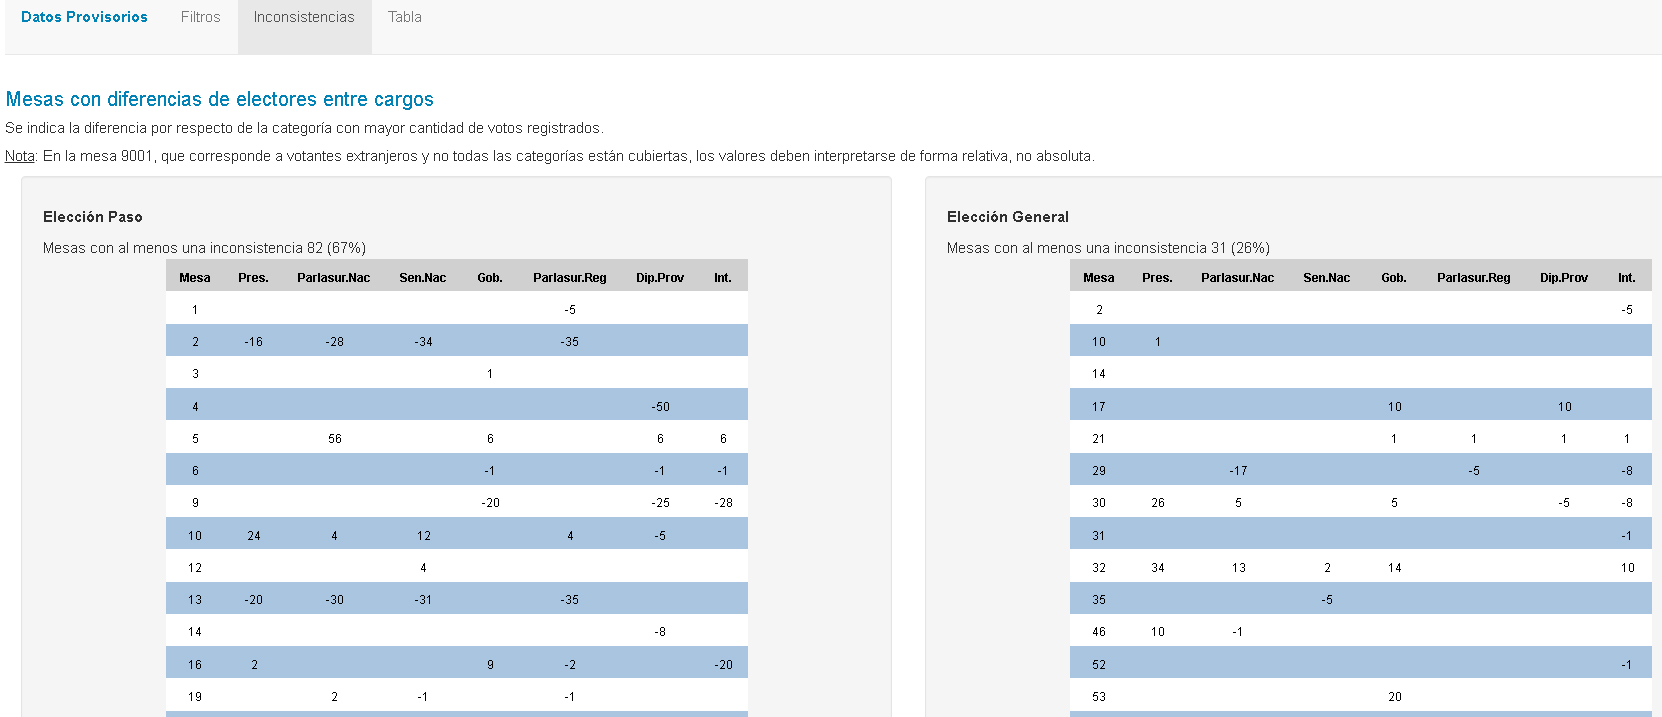 Datos Provisorios Filtros Inconsistencias Tabla
Mesas con diferencias de electores entre cargos
Se indica la diferencia por respecto de la categoría con mayor cantidad de votos registrados.
Nota: En la mesa 9001, que corresponde a votantes extranjeros y no todas las categorías están cubiertas, los valores deben interpretarse de forma relativa, no absoluta.
Elección Paso
Mesas con al menos una inconsistencia 82 (67%)
Mesa Pres. Parlasur.Nac Sen.Nac Gob. Parlasur.Reg Dip.Prov Int.
1 -5
2 -16 -28 -34 -35
3 1
4 -50
5 56 6 6 6
6 -1 -1 -1
9 -20 -25 -28
10 24 4 12 4 -5
12 4
13 -20 -30 -31 -35
14 -8
16 2 9 -2 -20
19 2 -1 -1
Elección General
Mesas con al menos una inconsistencia 31 (26%)
Mesa Pres. Parlasur.Nac Sen.Nac Gob. Parlasur.Reg Dip.Prov Int.
2 -5
10 1
14
17 10 10
21 1 1 1 1
29 -17 -5 -8
30 26 5 5 -5 -8
31 -1
32 34 13 2 14 10
35 -5
46 10 -1
52 -1
53 20